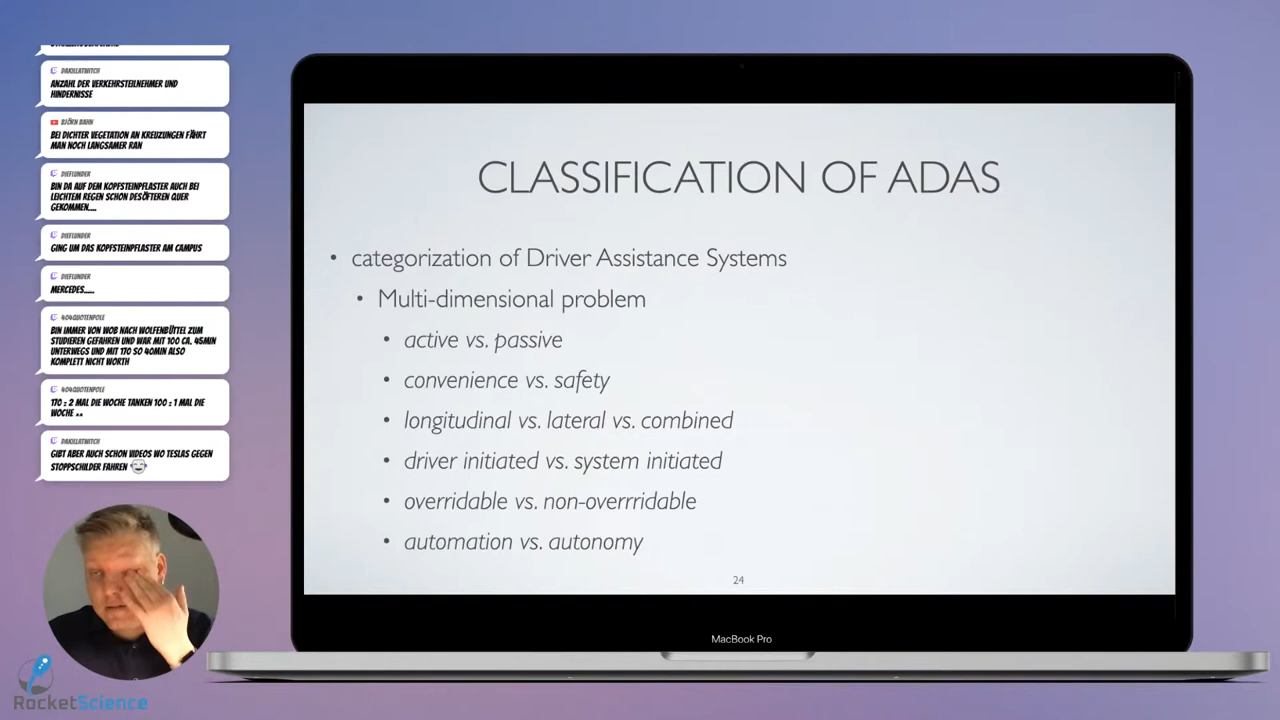 DAKILLATWITCH
ANZAHL DER VERKEHRSTEILNEHMER UND
HINDERNISSE
BJÖRN BAHN
BEI DICHTER VEGETATION AN KREUZUNGEN FÄHRT
MAN NOCH LANGSAMER RAN
DIEFLUNDER
BIN DA AUF DEM KOPFSTEINPFLASTER AUCH BEI
LEICHTEM REGEN SCHON DESÖFTEREN QUER
GEKOMMEN....
DIEFLUNDER
GING UM DAS KOPFSTEINPFLASTER AM CAMPUS
DIEFLUNDER
MERCEDES.....
404QUOTENPOLE
BIN IMMER VON WOB NACH WOLFENBÜTTEL ZUM
STUDIEREN GEFAHREN UND WAR MIT 100 CA. 45MIN
UNTERWEGS UND MIT 170 SO 40MIN ALSO
KOMPLETT NICHT WORTH
404QUOTENPOLE
170 = 2 MAL DIE WOCHE TANKEN 100 = 1 MAL DIE
WOCHE ..
DAKILLATWITCH
GIBT ABER AUCH SCHON VIDEOS WO TESLAS GEGEN
STOPPSCHILDER FAHREN
CLASSIFICATION OF ADAS
• categorization of Driver Assistance Systems
• Multi-dimensional problem
• active vs. passive
• convenience vs. safety
• longitudinal vs. lateral vs. combined
• driver initiated vs. system initiated
• overridable vs. non-overrridable
• automation vs. autonomy
24
MacBook Pro
RocketScience